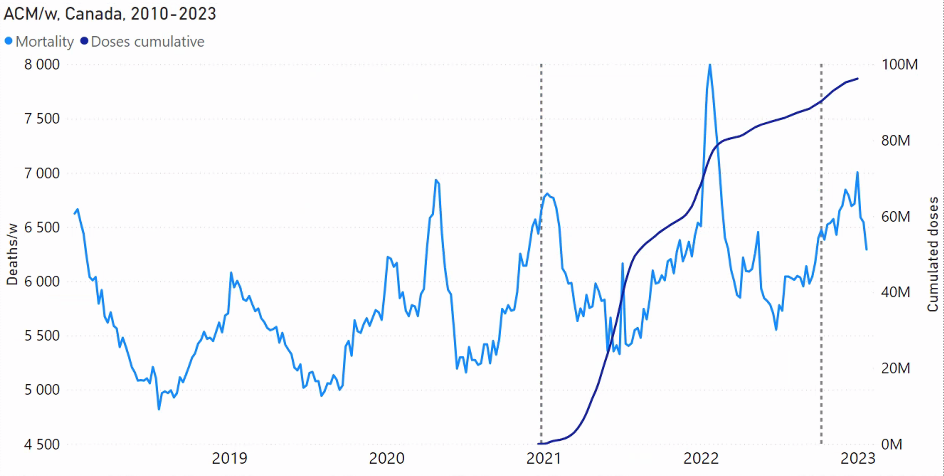 ACM/w, Canada, 2010-2023
Mortality Doses cumulative
8 000
7 500
7 000
6 500
6 000
5 500
5 000
4 500
Deaths/w
100M
80M
60M
40M
20M
0M
Cumulated doses
2019 2020 2021 2022 2023